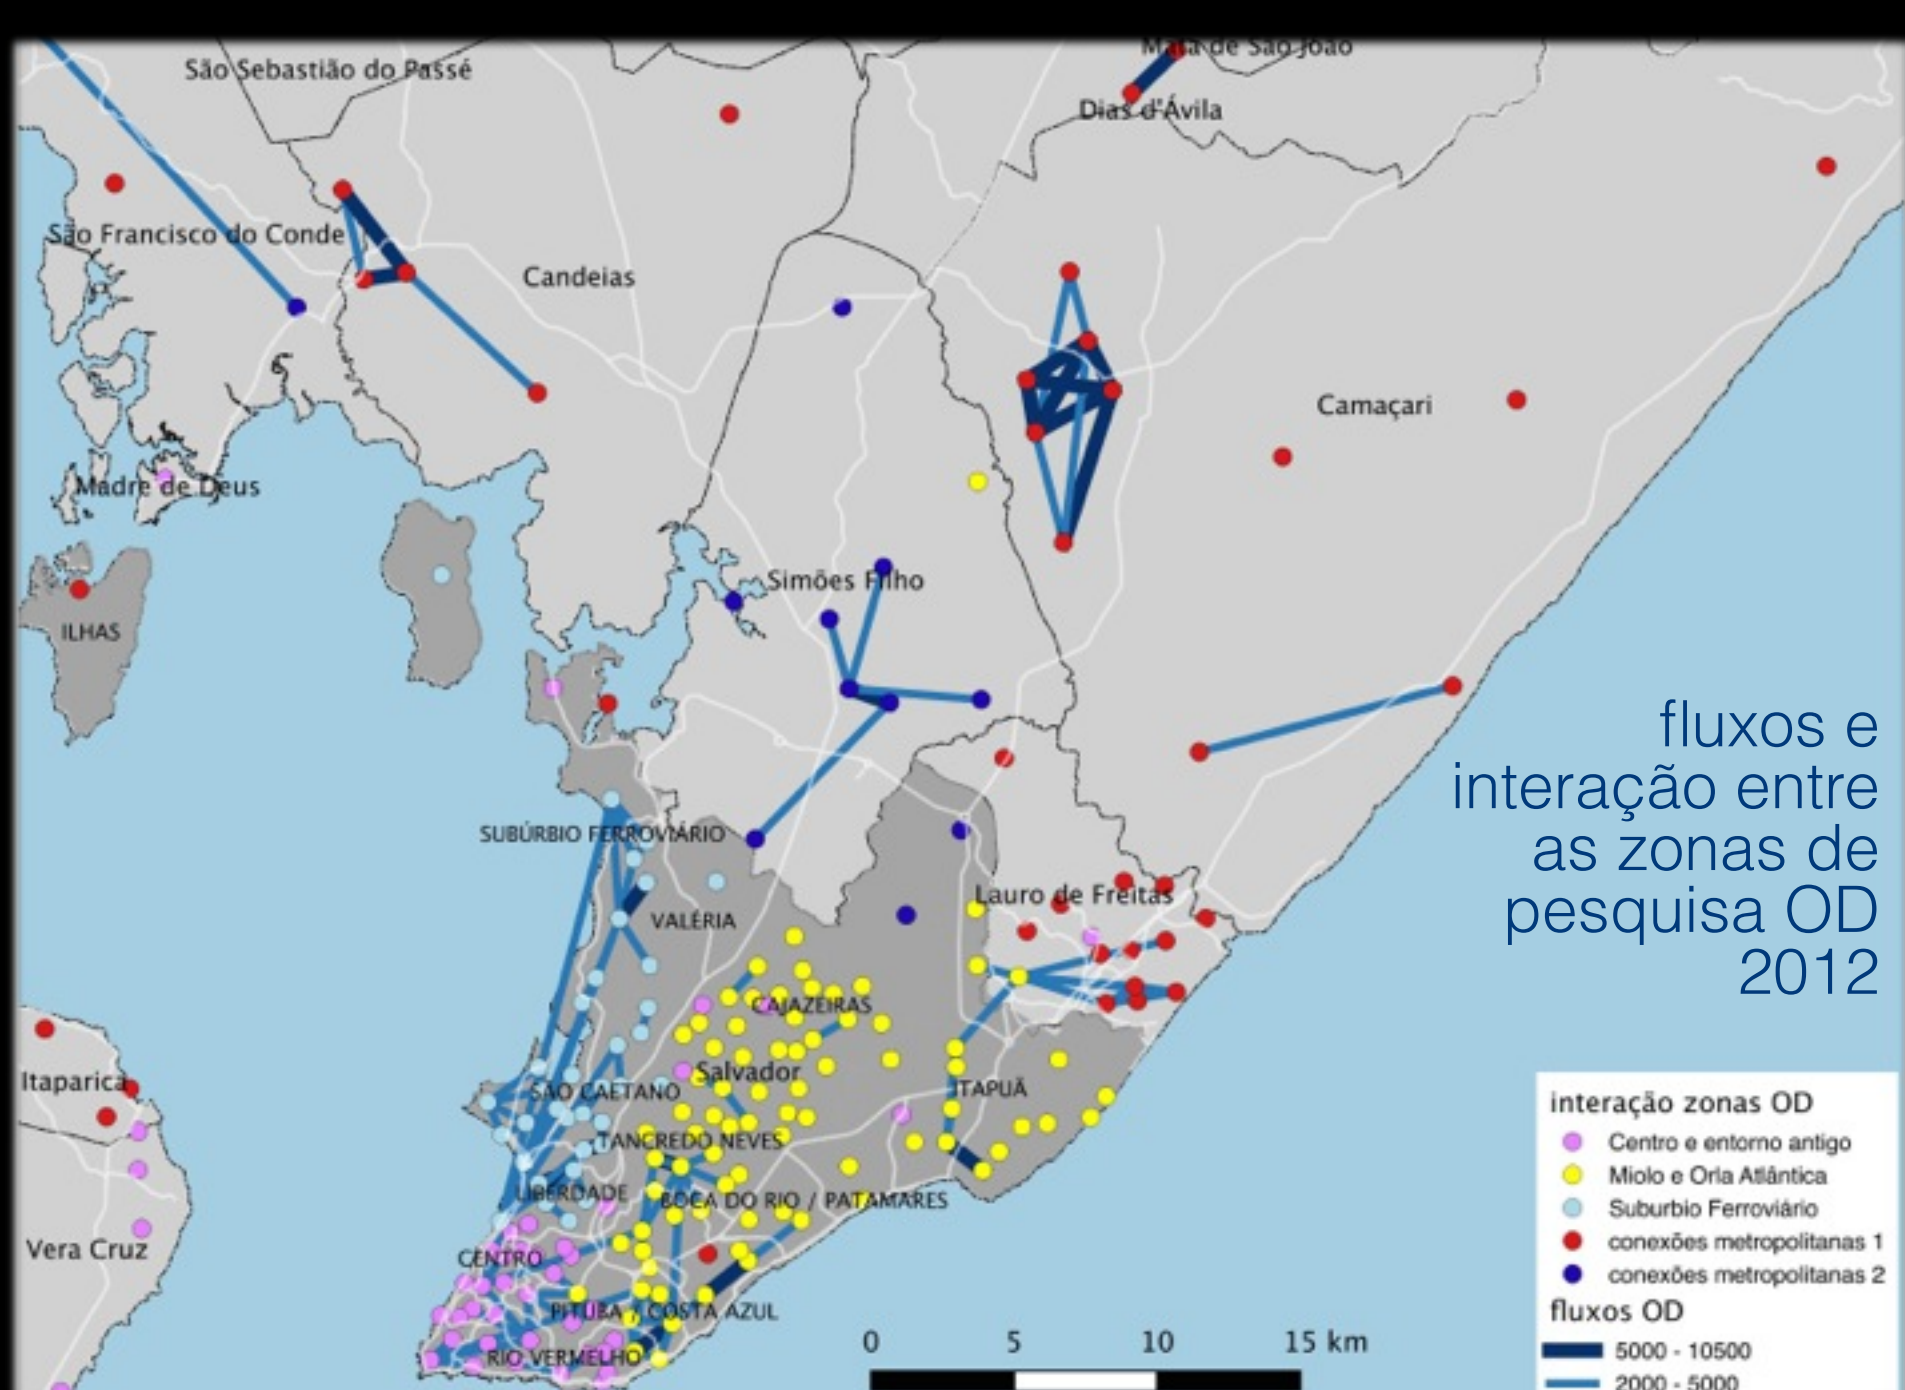 Mata de São João
São Sebastião do Passé
Dias d'Ávila
São Francisco do Conde
Candeias
Camaçari
Madre de Deus
Simões Filho
ILHAS
fluxos e
interação entre
as zonas de
pesquisa OD
2012
SUBÚRBIO FERROVIÁRIO
Lauro de Freitas
VALÉRIA
CAJAZEIRAS
Salvador
Itaparica
SÃO CAETANO
ITAPUÃ
TANCREDO NEVES
LIBERDADE
BOCA DO RIO / PATAMARES
Vera Cruz
CENTRO
PITUBA / COSTA AZUL
RIO VERMELHO
0 5 10 15 km
interação zonas OD
Centro e entorno antigo
Miolo e Orla Atlântica
Suburbio Ferroviário
conexões metropolitanas 1
conexões metropolitanas 2
fluxos OD
5000 - 10500
2000 - 5000